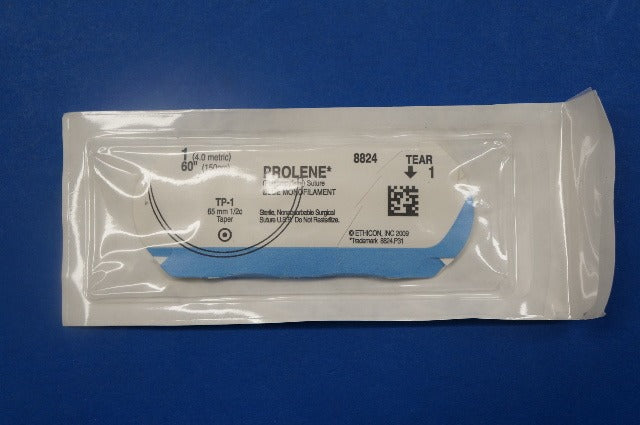 1 (4.0 metric)
60"
TP-1
65 mm 1/2c
Taper
PROLENE*
Suture
BLUE MONOFILAMENT
Sterile, Nonabsorbable Surgical
Suture U.S.P. Do Not Resterilize.
8824
TEAR
1
© ETHICON, INC 2009
*Trademark 8824.P31